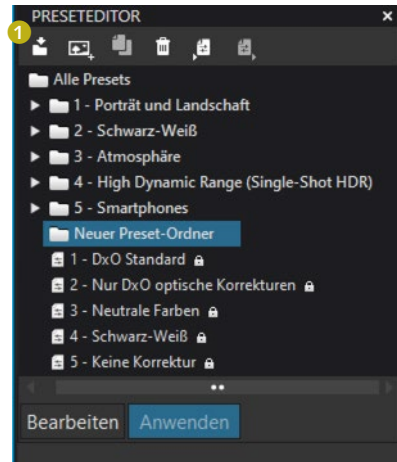 PRESETEDITOR
1
Alle Presets
1 - Porträt und Landschaft
2 - Schwarz-Weiß
3 - Atmosphäre
4 - High Dynamic Range (Single-Shot HDR)
5 - Smartphones
Neuer Preset-Ordner
1 - DxO Standard
2 - Nur DxO optische Korrekturen
3 - Neutrale Farben
4 - Schwarz-Weiß
5 - Keine Korrektur
Bearbeiten Anwenden